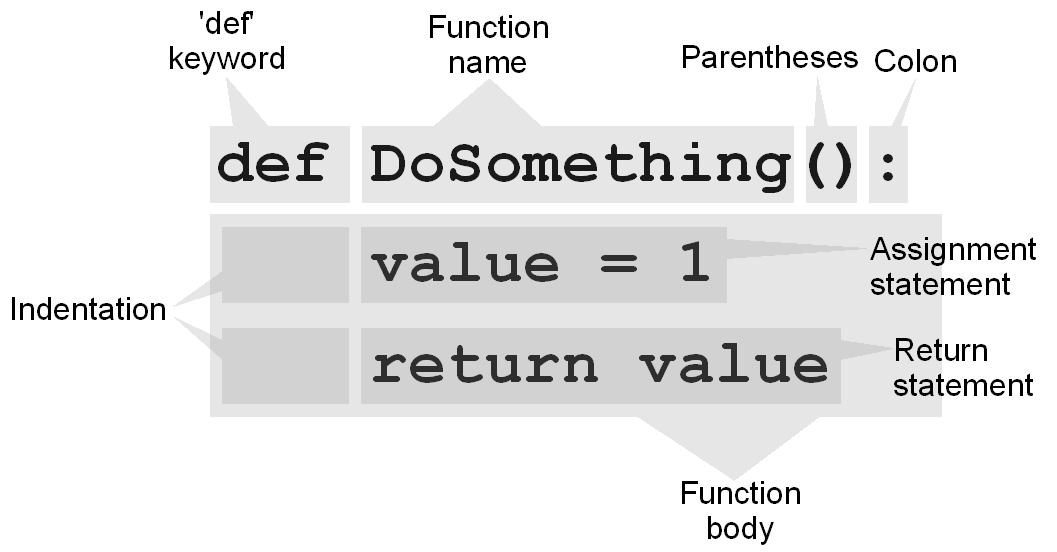 'def'
keyword
Function
name
Parentheses
Colon
def DoSomething():
value = 1
Assignment
statement
Indentation
return value
Return
statement
Function
body